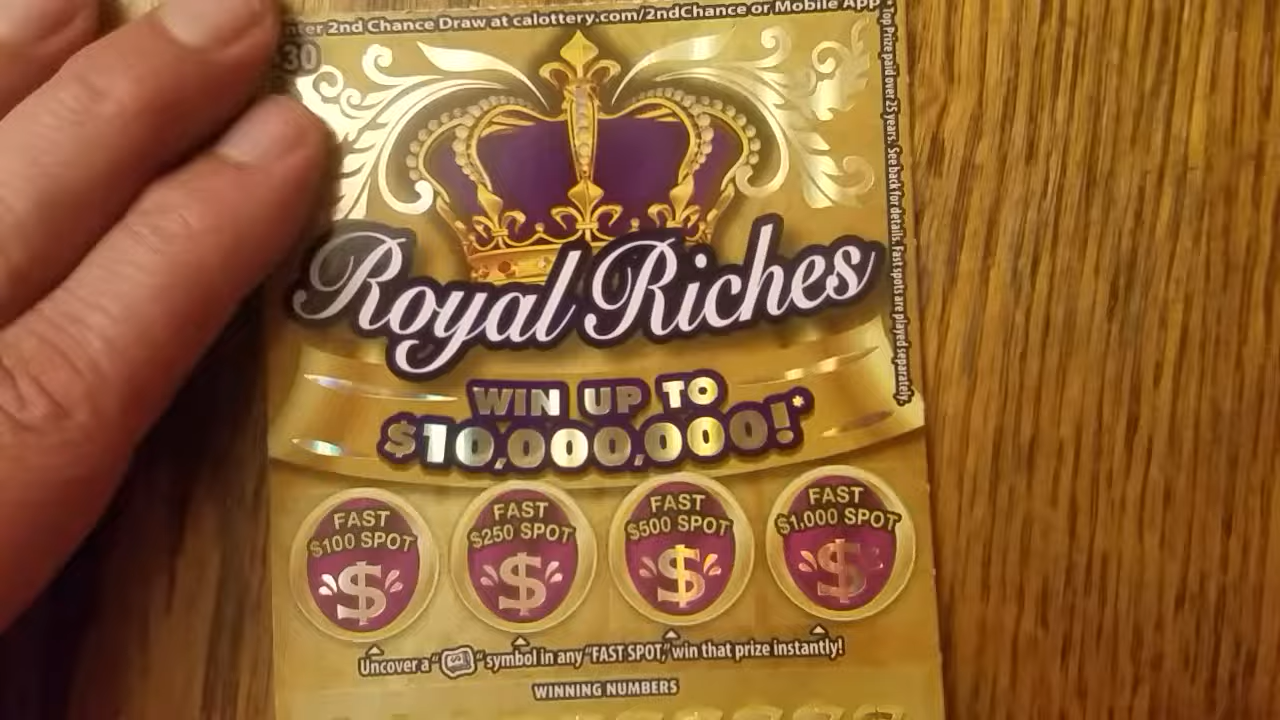 nter 2nd Chance Draw at calottery.com/2ndChance or Mobile App
$30
*Top Prize paid over 25 years. See back for details. Fast spots are played separately.
Royal Riches
WIN UP TO
$10,000,000!*
FAST
$100 SPOT
$
FAST
$250 SPOT
$
FAST
$500 SPOT
$
FAST
$1,000 SPOT
$
Uncover a " " symbol in any "FAST SPOT," win that prize instantly!
WINNING NUMBERS